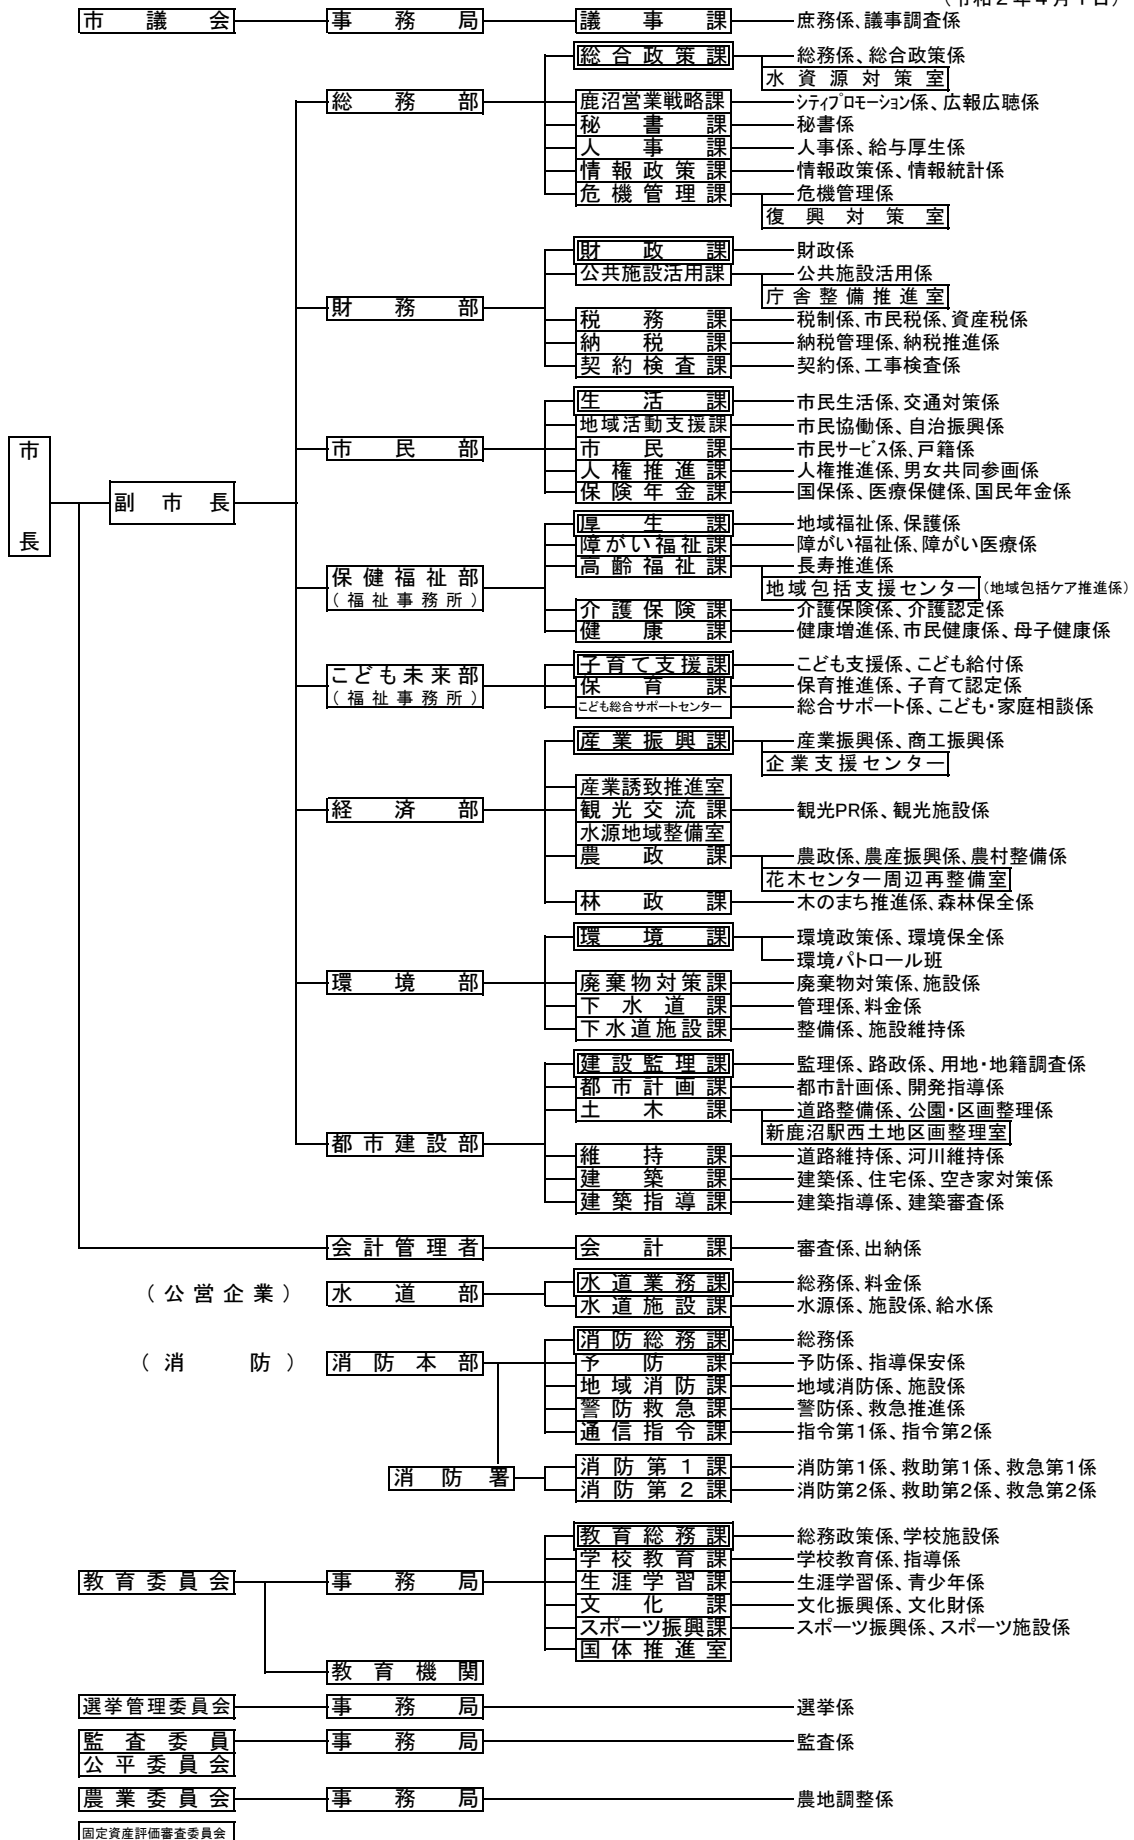 （令和２年４月１日）
市議会 事務局 議事課 庶務係、議事調査係
総合政策課 総務係、総合政策係
水資源対策室
総務部 鹿沼営業戦略課 シティプロモーション係、広報広聴係
秘書課 秘書係
人事課 人事係、給与厚生係
情報政策課 情報政策係、情報統計係
危機管理課 危機管理係
復興対策室
財政課 財政係
公共施設活用課 公共施設活用係
庁舎整備推進室
財務部
税務課 税制係、市民税係、資産税係
納税課 納税管理係、納税推進係
契約検査課 契約係、工事検査係
生活課 市民生活係、交通対策係
地域活動支援課 市民協働係、自治振興係
市民部 市民課 市民サービス係、戸籍係
人権推進課 人権推進係、男女共同参画係
保険年金課 国保係、医療保健係、国民年金係
市長 副市長
厚生課 地域福祉係、保護係
障がい福祉課 障がい福祉係、障がい医療係
高齢福祉課 長寿推進係
保健福祉部
（福祉事務所）
地域包括支援センター（地域包括ケア推進係）
介護保険課 介護保険係、介護認定係
健康課 健康増進係、市民健康係、母子健康係
子育て支援課 こども支援係、こども給付係
こども未来部
（福祉事務所）
保育課 保育推進係、子育て認定係
こども総合サポートセンター 総合サポート係、こども・家庭相談係
産業振興課 産業振興係、商工振興係
企業支援センター
産業誘致推進室
経済部 観光交流課 観光PR係、観光施設係
水源地域整備室
農政課 農政係、農産振興係、農村整備係
花木センター周辺再整備室
林政課 木のまち推進係、森林保全係
環境課 環境政策係、環境保全係
環境パトロール班
環境部 廃棄物対策課 廃棄物対策係、施設係
下水道課 管理係、料金係
下水道施設課 整備係、施設維持係
建設監理課 監理係、路政係、用地・地籍調査係
都市計画課 都市計画係、開発指導係
土木課 道路整備係、公園・区画整理係
新鹿沼駅西土地区画整理室
都市建設部
維持課 道路維持係、河川維持係
建築課 建築係、住宅係、空き家対策係
建築指導課 建築指導係、建築審査係
会計管理者 会計課 審査係、出納係
（公営企業） 水道部 水道業務課 総務係、料金係
水道施設課 水源係、施設係、給水係
消防総務課 総務係
（消防） 消防本部 予防課 予防係、指導保安係
地域消防課 地域消防係、施設係
警防救急課 警防係、救急推進係
通信指令課 指令第1係、指令第2係
消防署 消防第１課 消防第1係、救助第1係、救急第1係
消防第２課 消防第2係、救助第2係、救急第2係
教育総務課 総務政策係、学校施設係
学校教育課 学校教育係、指導係
教育委員会 事務局 生涯学習課 生涯学習係、青少年係
文化課 文化振興係、文化財係
スポーツ振興課 スポーツ振興係、スポーツ施設係
国体推進室
教育機関
選挙管理委員会 事務局 選挙係
監査委員 事務局 監査係
公平委員会
農業委員会 事務局 農地調整係
固定資産評価審査委員会